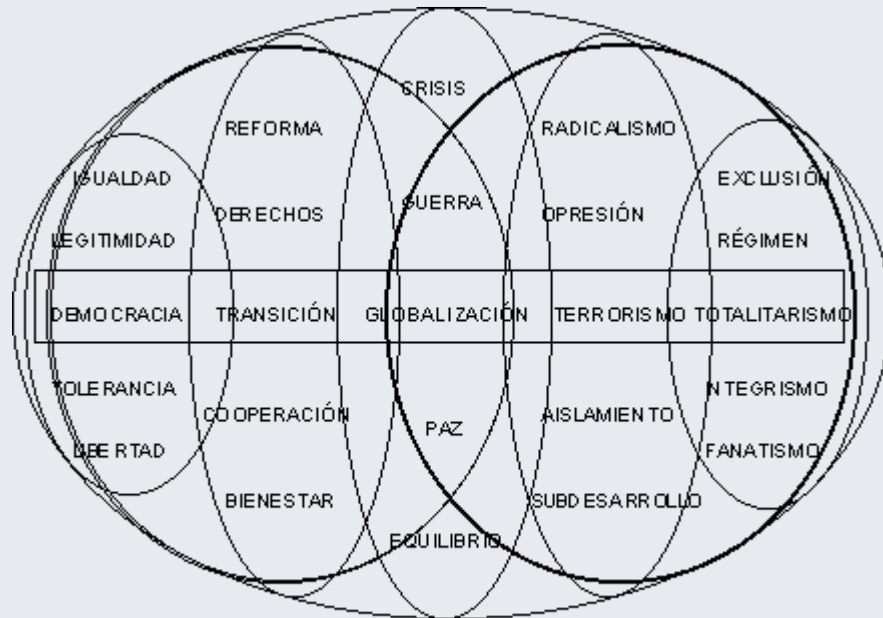 CRISIS
REFORMA RADICALISMO
IGUALDAD EXCLUSIÓN
GUERRA
DERECHOS OPRESIÓN
LEGITIMIDAD RÉGIMEN
DEMOCRACIA TRANSICIÓN GLOBALIZACIÓN TERRORISMO TOTALITARISMO
TOLERANCIA INTEGRISMO
COOPERACIÓN AISLAMIENTO
PAZ
LIBERTAD FANATISMO
BIENESTAR SUBDESARROLLO
EQUILIBRIO